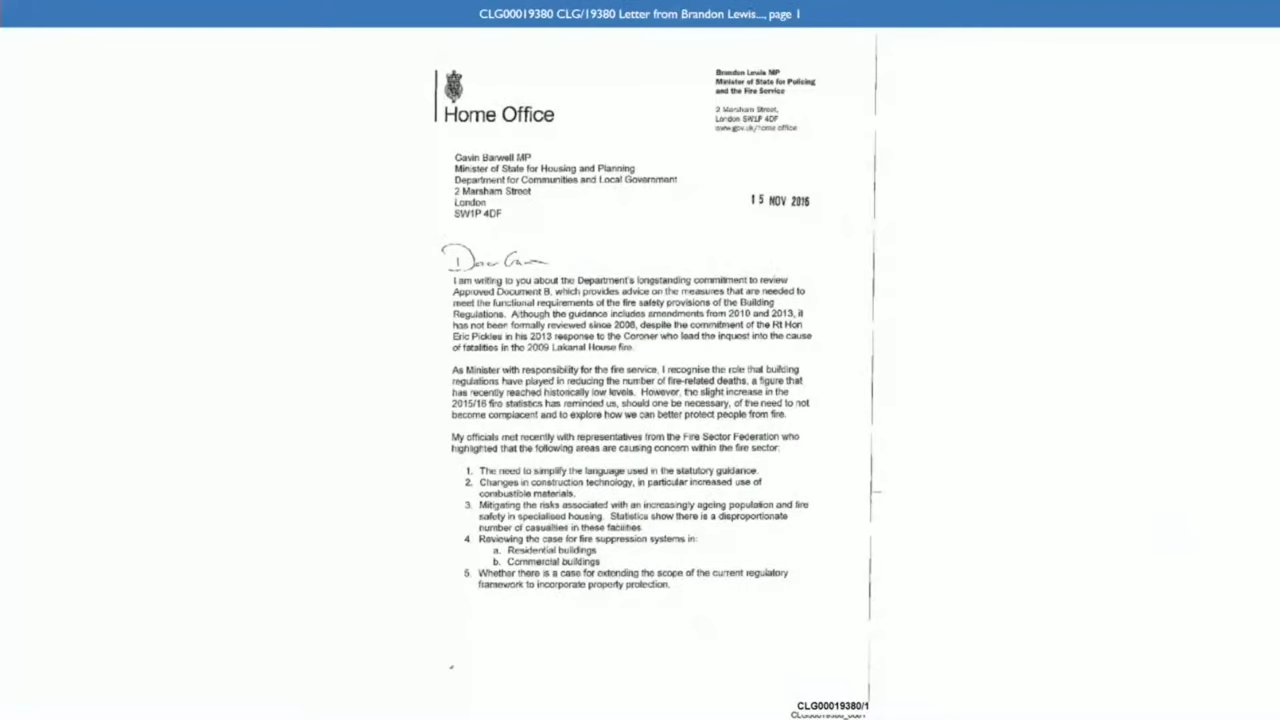 CLG00019380 CLG/19380 Letter from Brandon Lewis..., page 1
Brandon Lewis MP
Minister of State for Policing
and the Fire Service
2 Marsham Street,
London SW1P 4DF
www.gov.uk/home office
Home Office
Gavin Barwell MP
Minister of State for Housing and Planning
Department for Communities and Local Government
2 Marsham Street
London
SW1P 4DF
15 NOV 2016
Dear Gavin
I am writing to you about the Department's longstanding commitment to review
Approved Document B, which provides advice on the measures that are needed to
meet the functional requirements of the fire safety provisions of the Building
Regulations. Although the guidance includes amendments from 2010 and 2013, it
has not been formally reviewed since 2006, despite the commitment of the Rt Hon
Eric Pickles in his 2013 response to the Coroner who lead the inquest into the cause
of fatalities in the 2009 Lakanal House fire.
As Minister with responsibility for the fire service, I recognise the role that building
regulations have played in reducing the number of fire-related deaths, a figure that
has recently reached historically low levels. However, the slight increase in the
2015/16 fire statistics has reminded us, should one be necessary, of the need to not
become complacent and to explore how we can better protect people from fire.
My officials met recently with representatives from the Fire Sector Federation who
highlighted that the following areas are causing concern within the fire sector:
1. The need to simplify the language used in the statutory guidance.
2. Changes in construction technology, in particular increased use of
combustible materials.
3. Mitigating the risks associated with an increasingly ageing population and fire
safety in specialised housing. Statistics show there is a disproportionate
number of casualties in these facilities.
4. Reviewing the case for fire suppression systems in:
a. Residential buildings
b. Commercial buildings
5. Whether there is a case for extending the scope of the current regulatory
framework to incorporate property protection.
CLG00019380/1
CLG00019380_0001